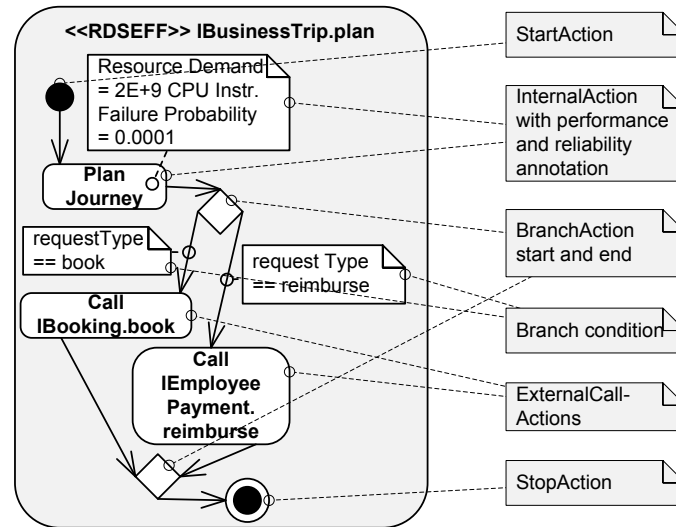 <<RDSEFF>> IBusinessTrip.plan
Resource Demand
= 2E+9 CPU Instr.
Failure Probability
= 0.0001
Plan
Journey
requestType
== book
request Type
== reimburse
Call
IBooking.book
Call
IEmployee
Payment.
reimburse
StartAction
InternalAction
with performance
and reliability
annotation
BranchAction
start and end
Branch condition
ExternalCall-
Actions
StopAction